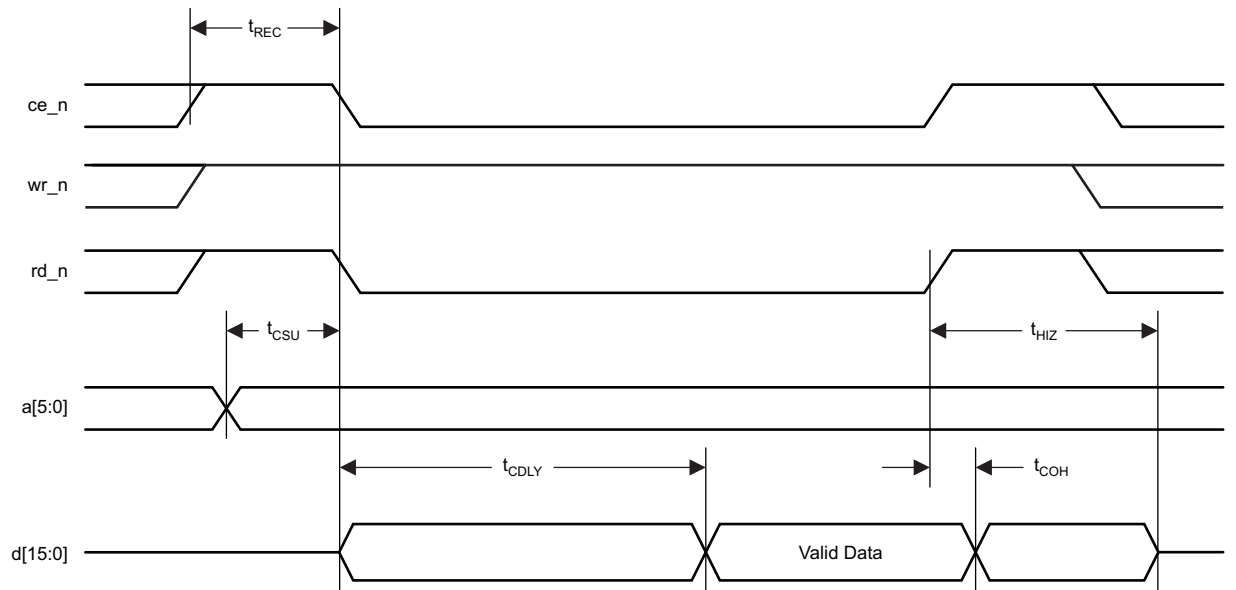 tREC
ce_n
wr_n
rd_n
tCSU
tHIZ
a[5:0]
tCDLY
tCOH
d[15:0]
Valid Data